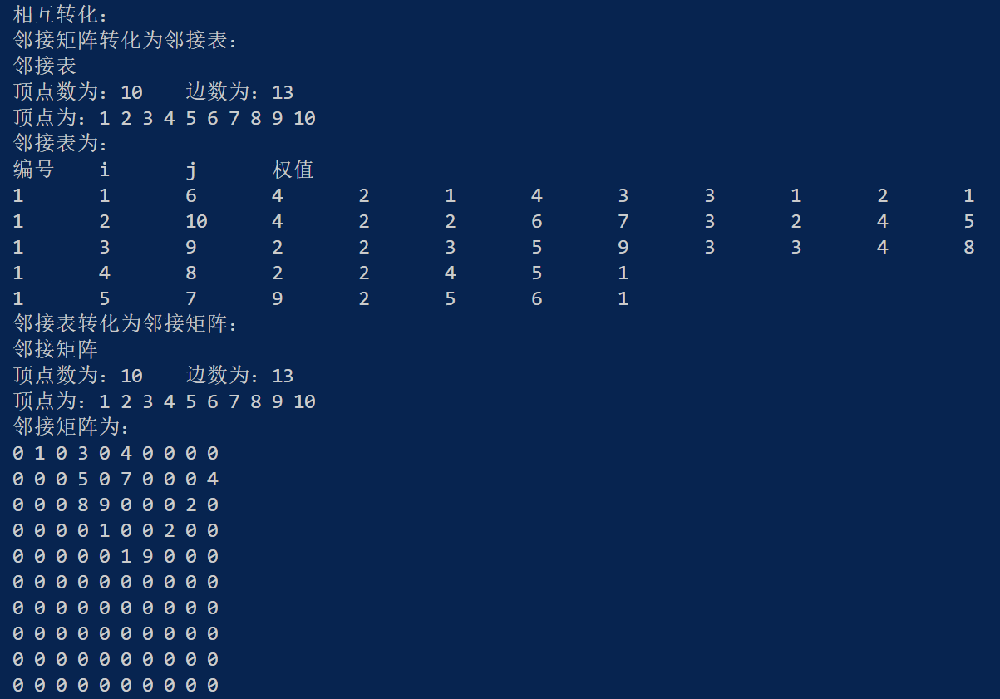 相互转化:
邻接矩阵转化为邻接表:
邻接表
顶点数为: 10 边数为: 13
顶点为: 1 2 3 4 5 6 7 8 9 10
邻接表为:
编号 i j 权值
1 1 6 4 2 1 4 3 3 1 2 1
1 2 10 4 2 2 6 7 3 2 4 5
1 3 9 2 2 3 5 9 3 3 4 8
1 4 8 2 2 4 5 1
1 5 7 9 2 5 6 1
邻接表转化为邻接矩阵:
邻接矩阵
顶点数为: 10 边数为: 13
顶点为: 1 2 3 4 5 6 7 8 9 10
邻接矩阵为:
0 1 0 3 0 4 0 0 0 0
0 0 0 5 0 7 0 0 0 4
0 0 0 8 9 0 0 0 2 0
0 0 0 0 1 0 0 2 0 0
0 0 0 0 0 1 9 0 0 0
0 0 0 0 0 0 0 0 0 0
0 0 0 0 0 0 0 0 0 0
0 0 0 0 0 0 0 0 0 0
0 0 0 0 0 0 0 0 0 0
0 0 0 0 0 0 0 0 0 0